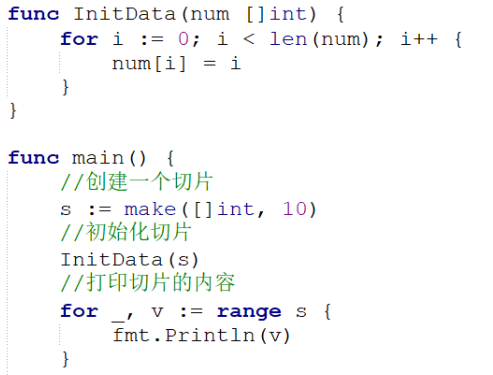 func InitData(num []int) {
    for i := 0; i < len(num); i++ {
        num[i] = i
    }
}

func main() {
    //创建一个切片
    s := make([]int, 10)
    //初始化切片
    InitData(s)
    //打印切片的内容
    for _, v := range s {
        fmt.Println(v)
    }